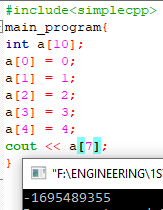 #include<simplecpp>
main_program{
int a[10];
a[0] = 0;
a[1] = 1;
a[2] = 2;
a[3] = 3;
a[4] = 4;
cout << a[7];
}
"F:\ENGINEERING\1S
-1695489355